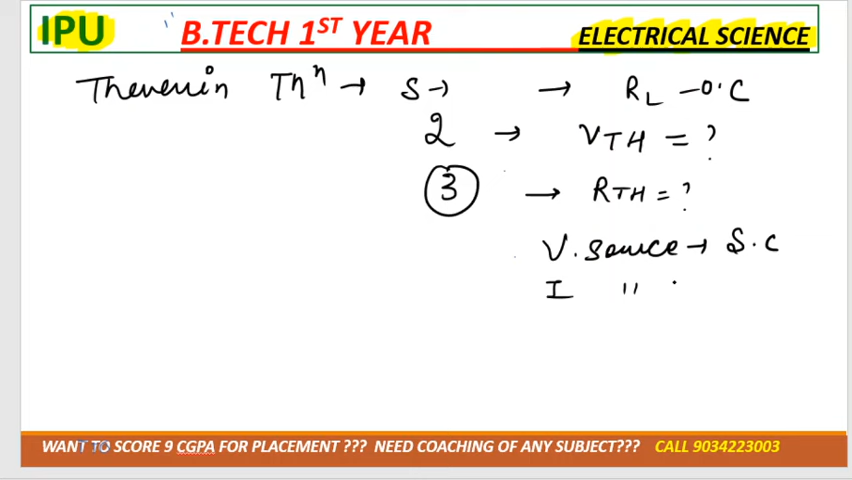 IPU B.TECH 1ST YEAR ELECTRICAL SCIENCE
Thevenin Thⁿ → S → → RL - O.C
2 → VTH = ?
3 → RTH = ?
V. Source → S.C
I "
WANT TO SCORE 9 CGPA FOR PLACEMENT ??? NEED COACHING OF ANY SUBJECT??? CALL 9034223003